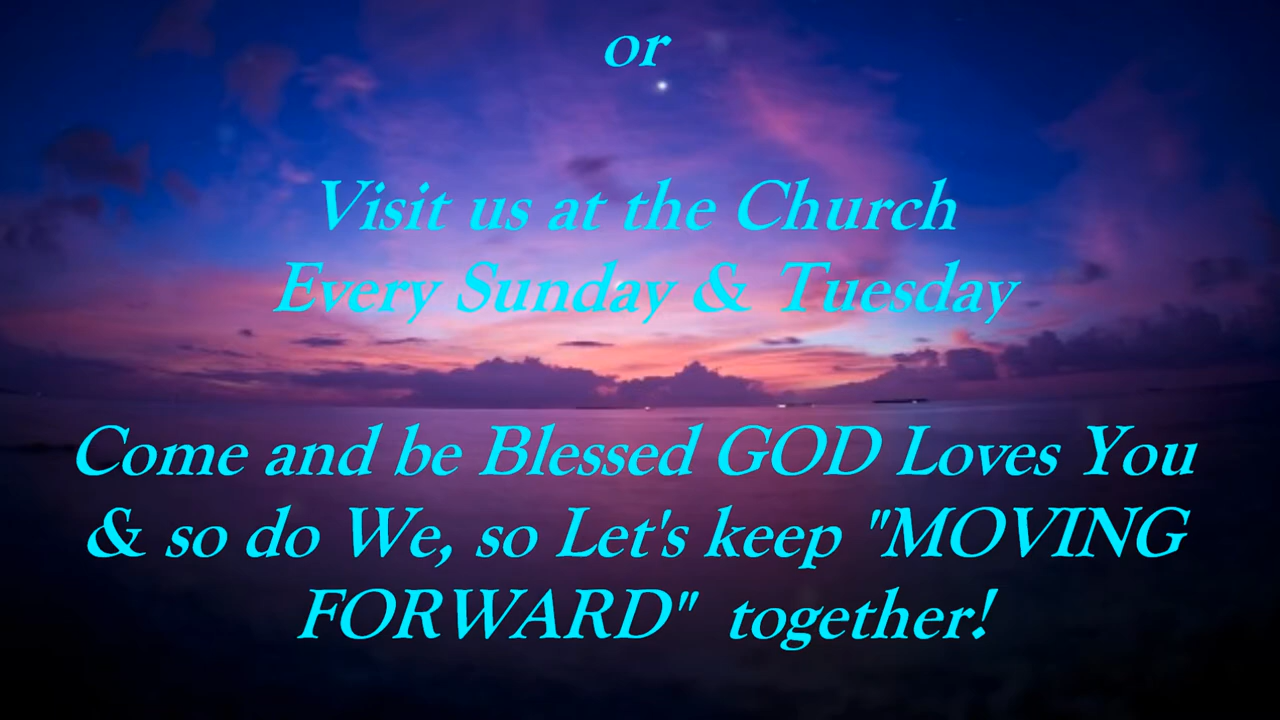 or
Visit us at the Church
Every Sunday & Tuesday
Come and be Blessed GOD Loves You
& so do We, so Let's keep "MOVING
FORWARD"  together!